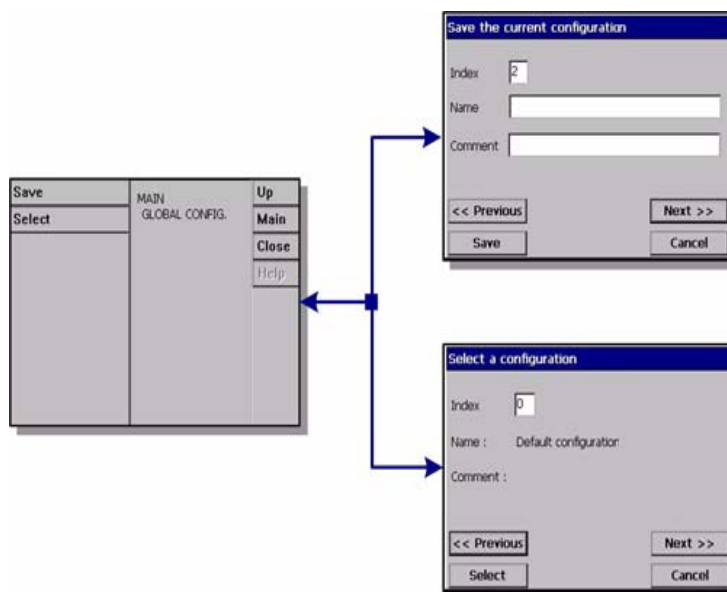 Save the current configuration
Index 2
Name
Comment
<< Previous Next >>
Save Cancel
Save
Select
MAIN
GLOBAL CONFIG.
Up
Main
Close
Help
Select a configuration
Index 0
Name : Default configuration
Comment :
<< Previous Next >>
Select Cancel